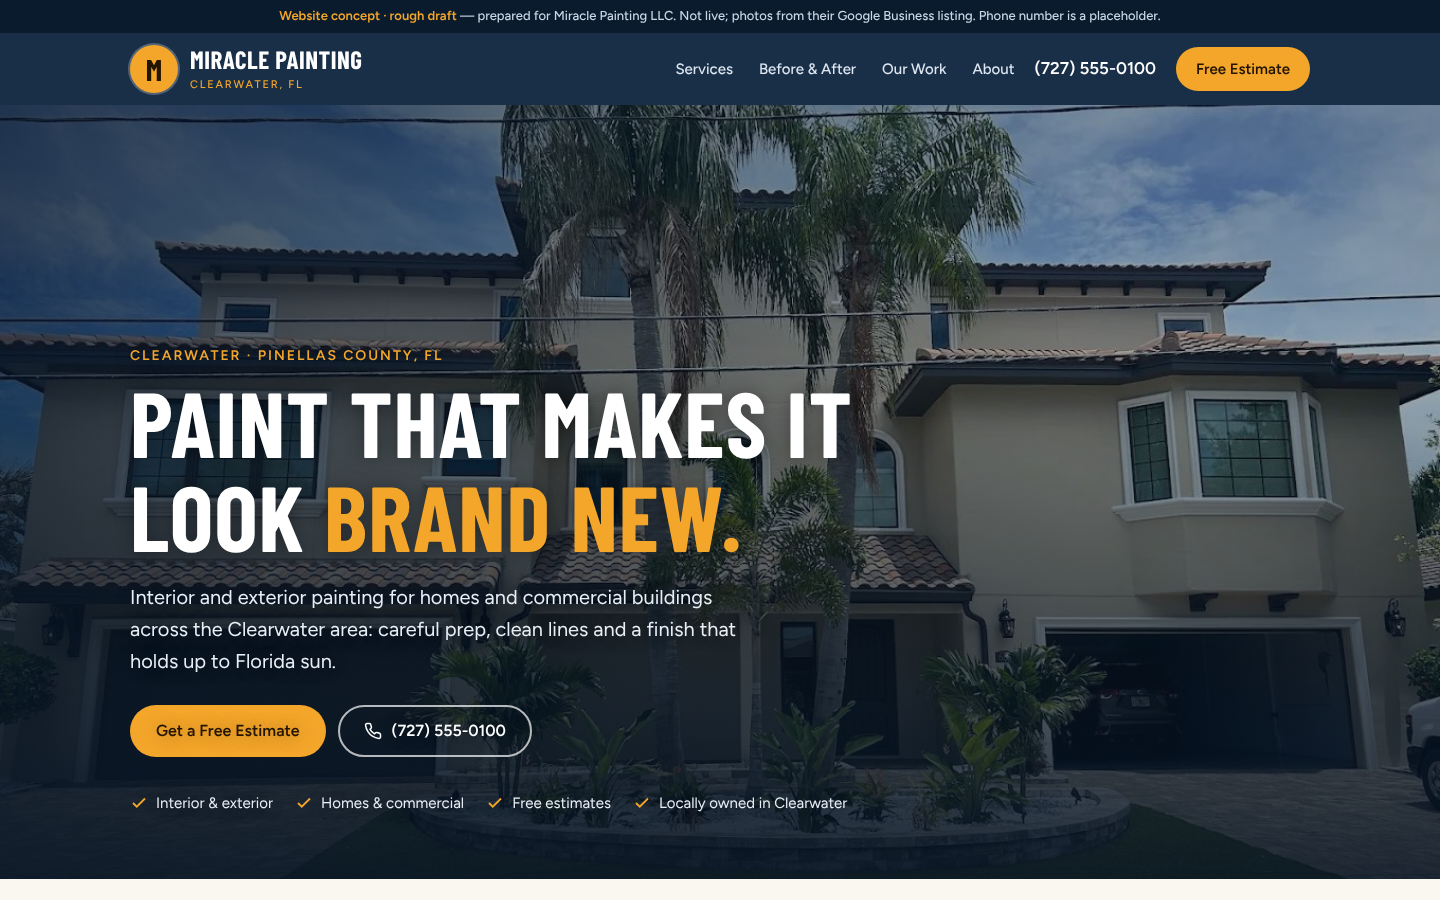 Website concept · rough draft — prepared for Miracle Painting LLC. Not live; photos from their Google Business listing. Phone number is a placeholder.
M
MIRACLE PAINTING
CLEARWATER, FL
Services
Before & After
Our Work
About
(727) 555-0100
Free Estimate
CLEARWATER · PINELLAS COUNTY, FL
PAINT THAT MAKES IT
LOOK BRAND NEW.
Interior and exterior painting for homes and commercial buildings
across the Clearwater area: careful prep, clean lines and a finish that
holds up to Florida sun.
Get a Free Estimate
(727) 555-0100
Interior & exterior
Homes & commercial
Free estimates
Locally owned in Clearwater